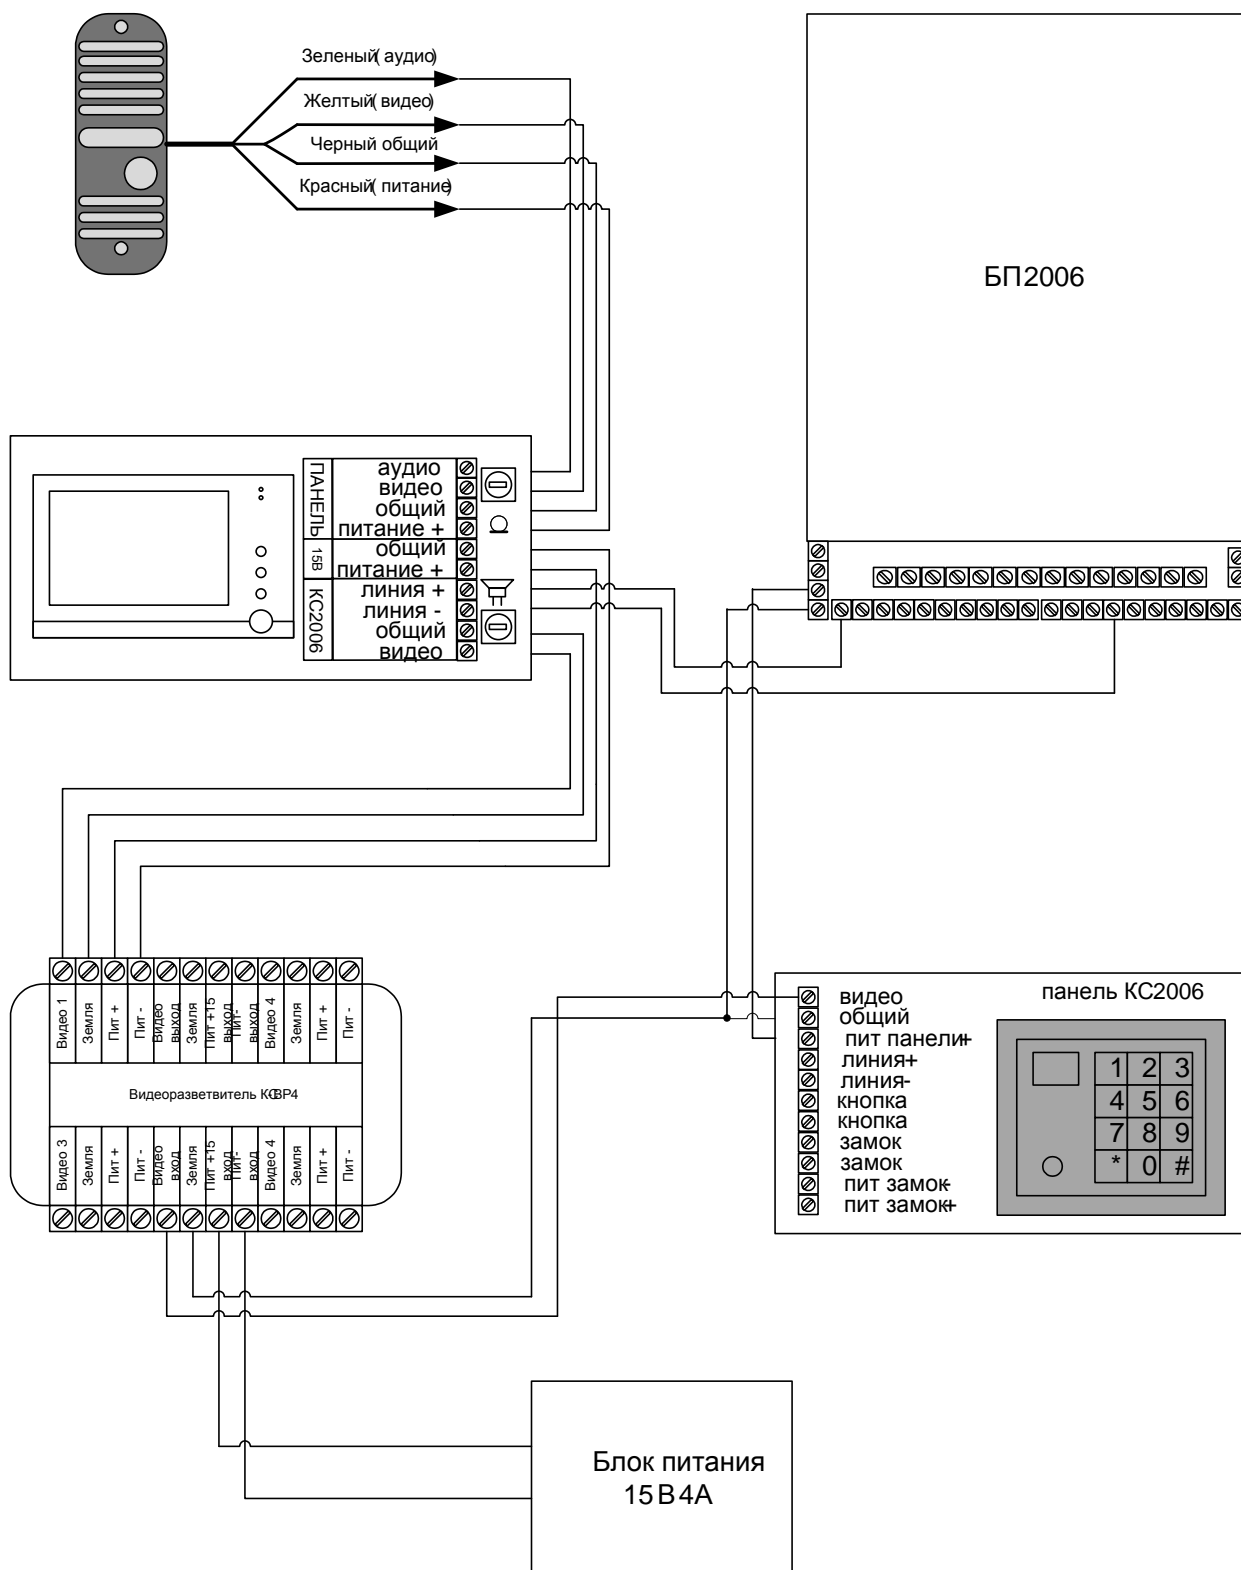 Зеленый( аудио)
Желтый( видео)
Черный общий
Красный( питание)
БП2006
ПАНЕЛЬ
15В
КС2006
аудио
видео
общий
питание +
общий
питание +
линия +
линия -
общий
видео
Видео 1
Земля
Пит +
Пит -
Видео выход
Земля
Пит +15 выход
Пит- выход
Видео 4
Земля
Пит +
Пит -
Видеоразветвитель КС-ВР4
Видео 3
Земля
Пит +
Пит -
Видео вход
Земля
Пит +15 вход
Пит- вход
Видео 4
Земля
Пит +
Пит -
панель КС2006
видео
общий
пит панели+
линия+
линия-
кнопка
кнопка
замок
замок
пит замок-
пит замок+
1 2 3
4 5 6
7 8 9
* 0 #
Блок питания
15В4А